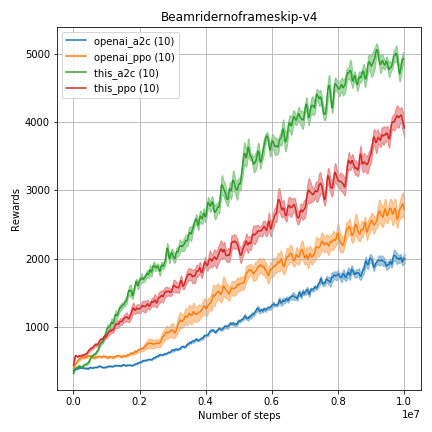 Beamridernoframeskip-v4
openai_a2c (10)
openai_ppo (10)
this_a2c (10)
this_ppo (10)
Rewards
5000
4000
3000
2000
1000
0.0 0.2 0.4 0.6 0.8 1.0
1e7
Number of steps